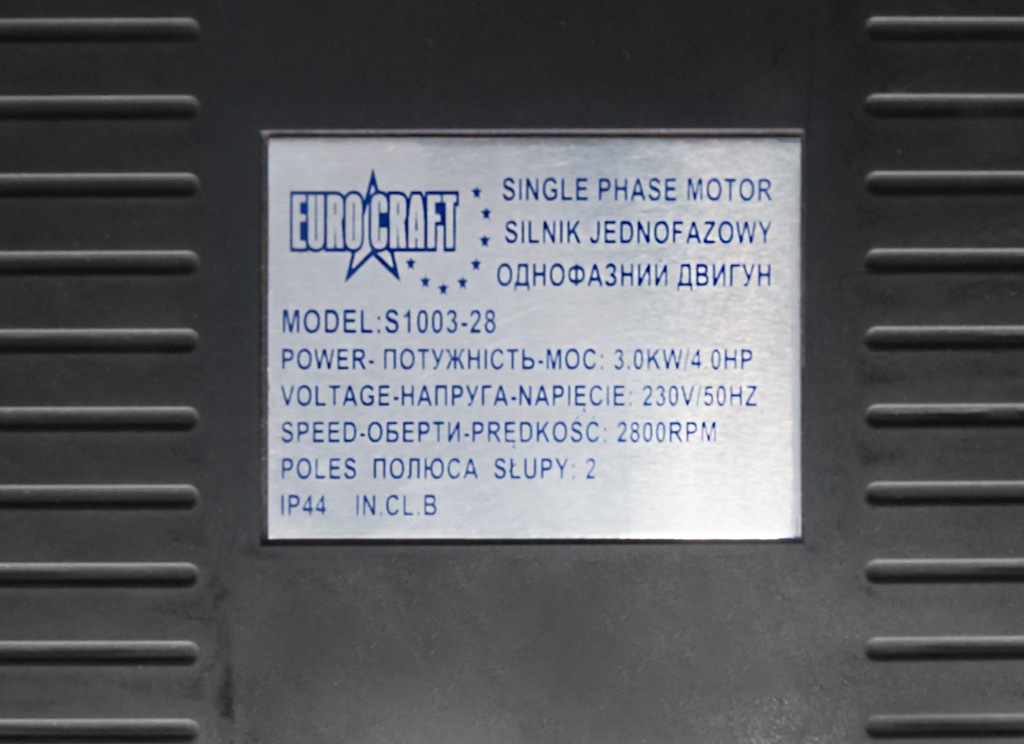 EURO CRAFT
SINGLE PHASE MOTOR
SILNIK JEDNOFAZOWY
ОДНОФАЗНИЙ ДВИГУН
MODEL:S1003-28
POWER- ПОТУЖНІСТЬ-MOC: 3.0KW/4.0HP
VOLTAGE-НАПРУГА-NAPIĘCIE: 230V/50HZ
SPEED-ОБЕРТИ-PRĘDKOŚĆ: 2800RPM
POLES ПОЛЮСА SŁUPY: 2
IP44 IN.CL.B